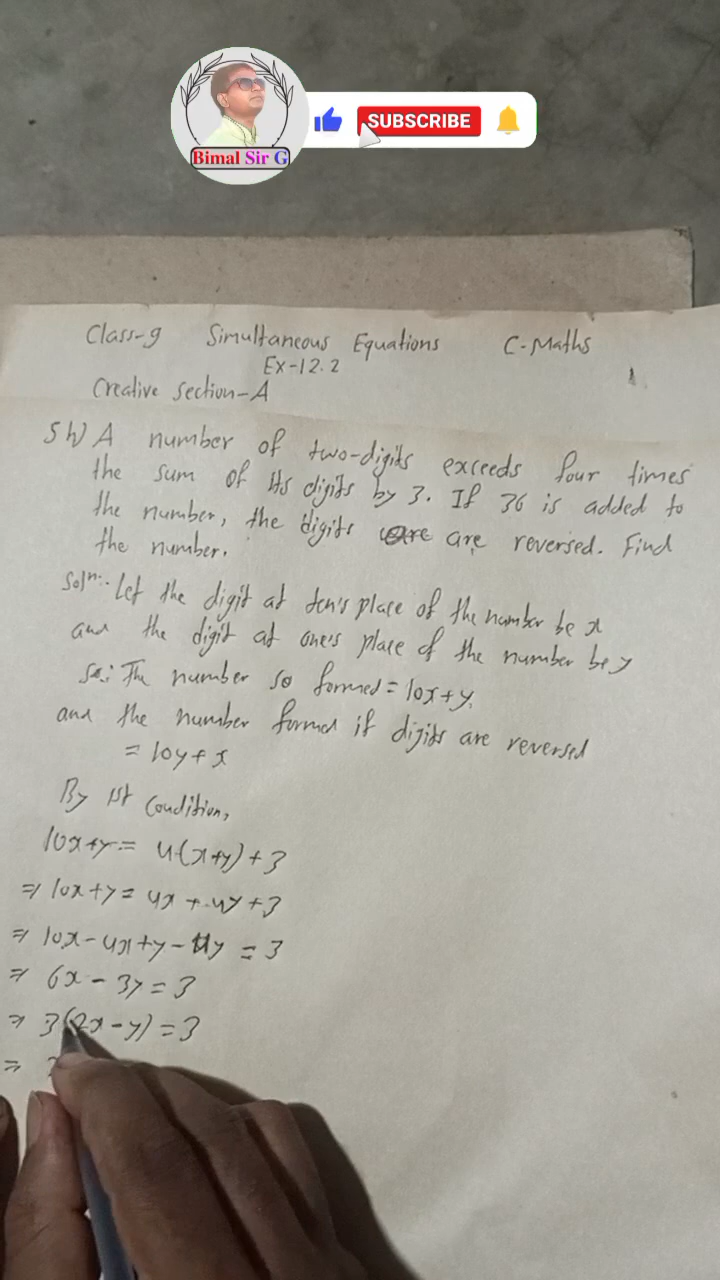 Bimal Sir G
SUBSCRIBE
Class-9 Simultaneous Equations C-Maths
Ex-12.2
Creative Section-A
5 b) A number of two-digits exceeds four times
the sum of its digits by 3. If 36 is added to
the number, the digits are are reversed. Find
the number.
Solⁿ:- Let the digit at ten's place of the number be x
and the digit at one's place of the number be y
So: The number so formed = 10x+y,
and the number formed if digits are reversed
= 10y+x
By 1st Condition,
10x+y = 4(x+y)+3
⇒ 10x+y = 4x + 4y +3
⇒ 10x-4x+y-4y = 3
⇒ 6x - 3y = 3
⇒ 3(2x-y) = 3
⇒